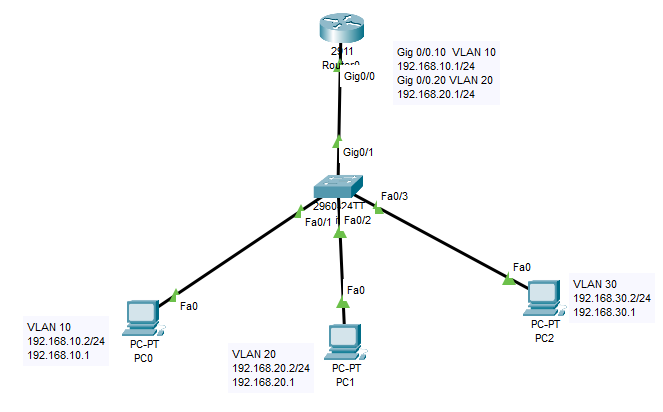 2911
Router0
Gig0/0
Gig 0/0.10 VLAN 10
192.168.10.1/24
Gig 0/0.20 VLAN 20
192.168.20.1/24
Gig0/1
2960-24TT
Fa0/1
Fa0/2
Fa0/3
Fa0
VLAN 10
192.168.10.2/24
192.168.10.1
PC-PT
PC0
Fa0
VLAN 20
192.168.20.2/24
192.168.20.1
PC-PT
PC1
Fa0
VLAN 30
192.168.30.2/24
192.168.30.1
PC-PT
PC2